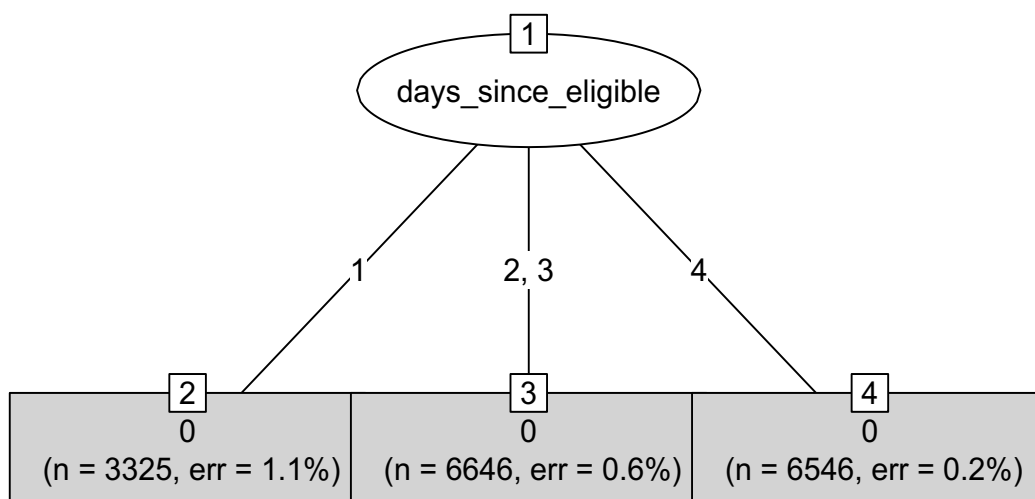 1
days_since_eligible
1
2, 3
4
2
3
4
0
0
0
(n = 3325, err = 1.1%)
(n = 6646, err = 0.6%)
(n = 6546, err = 0.2%)